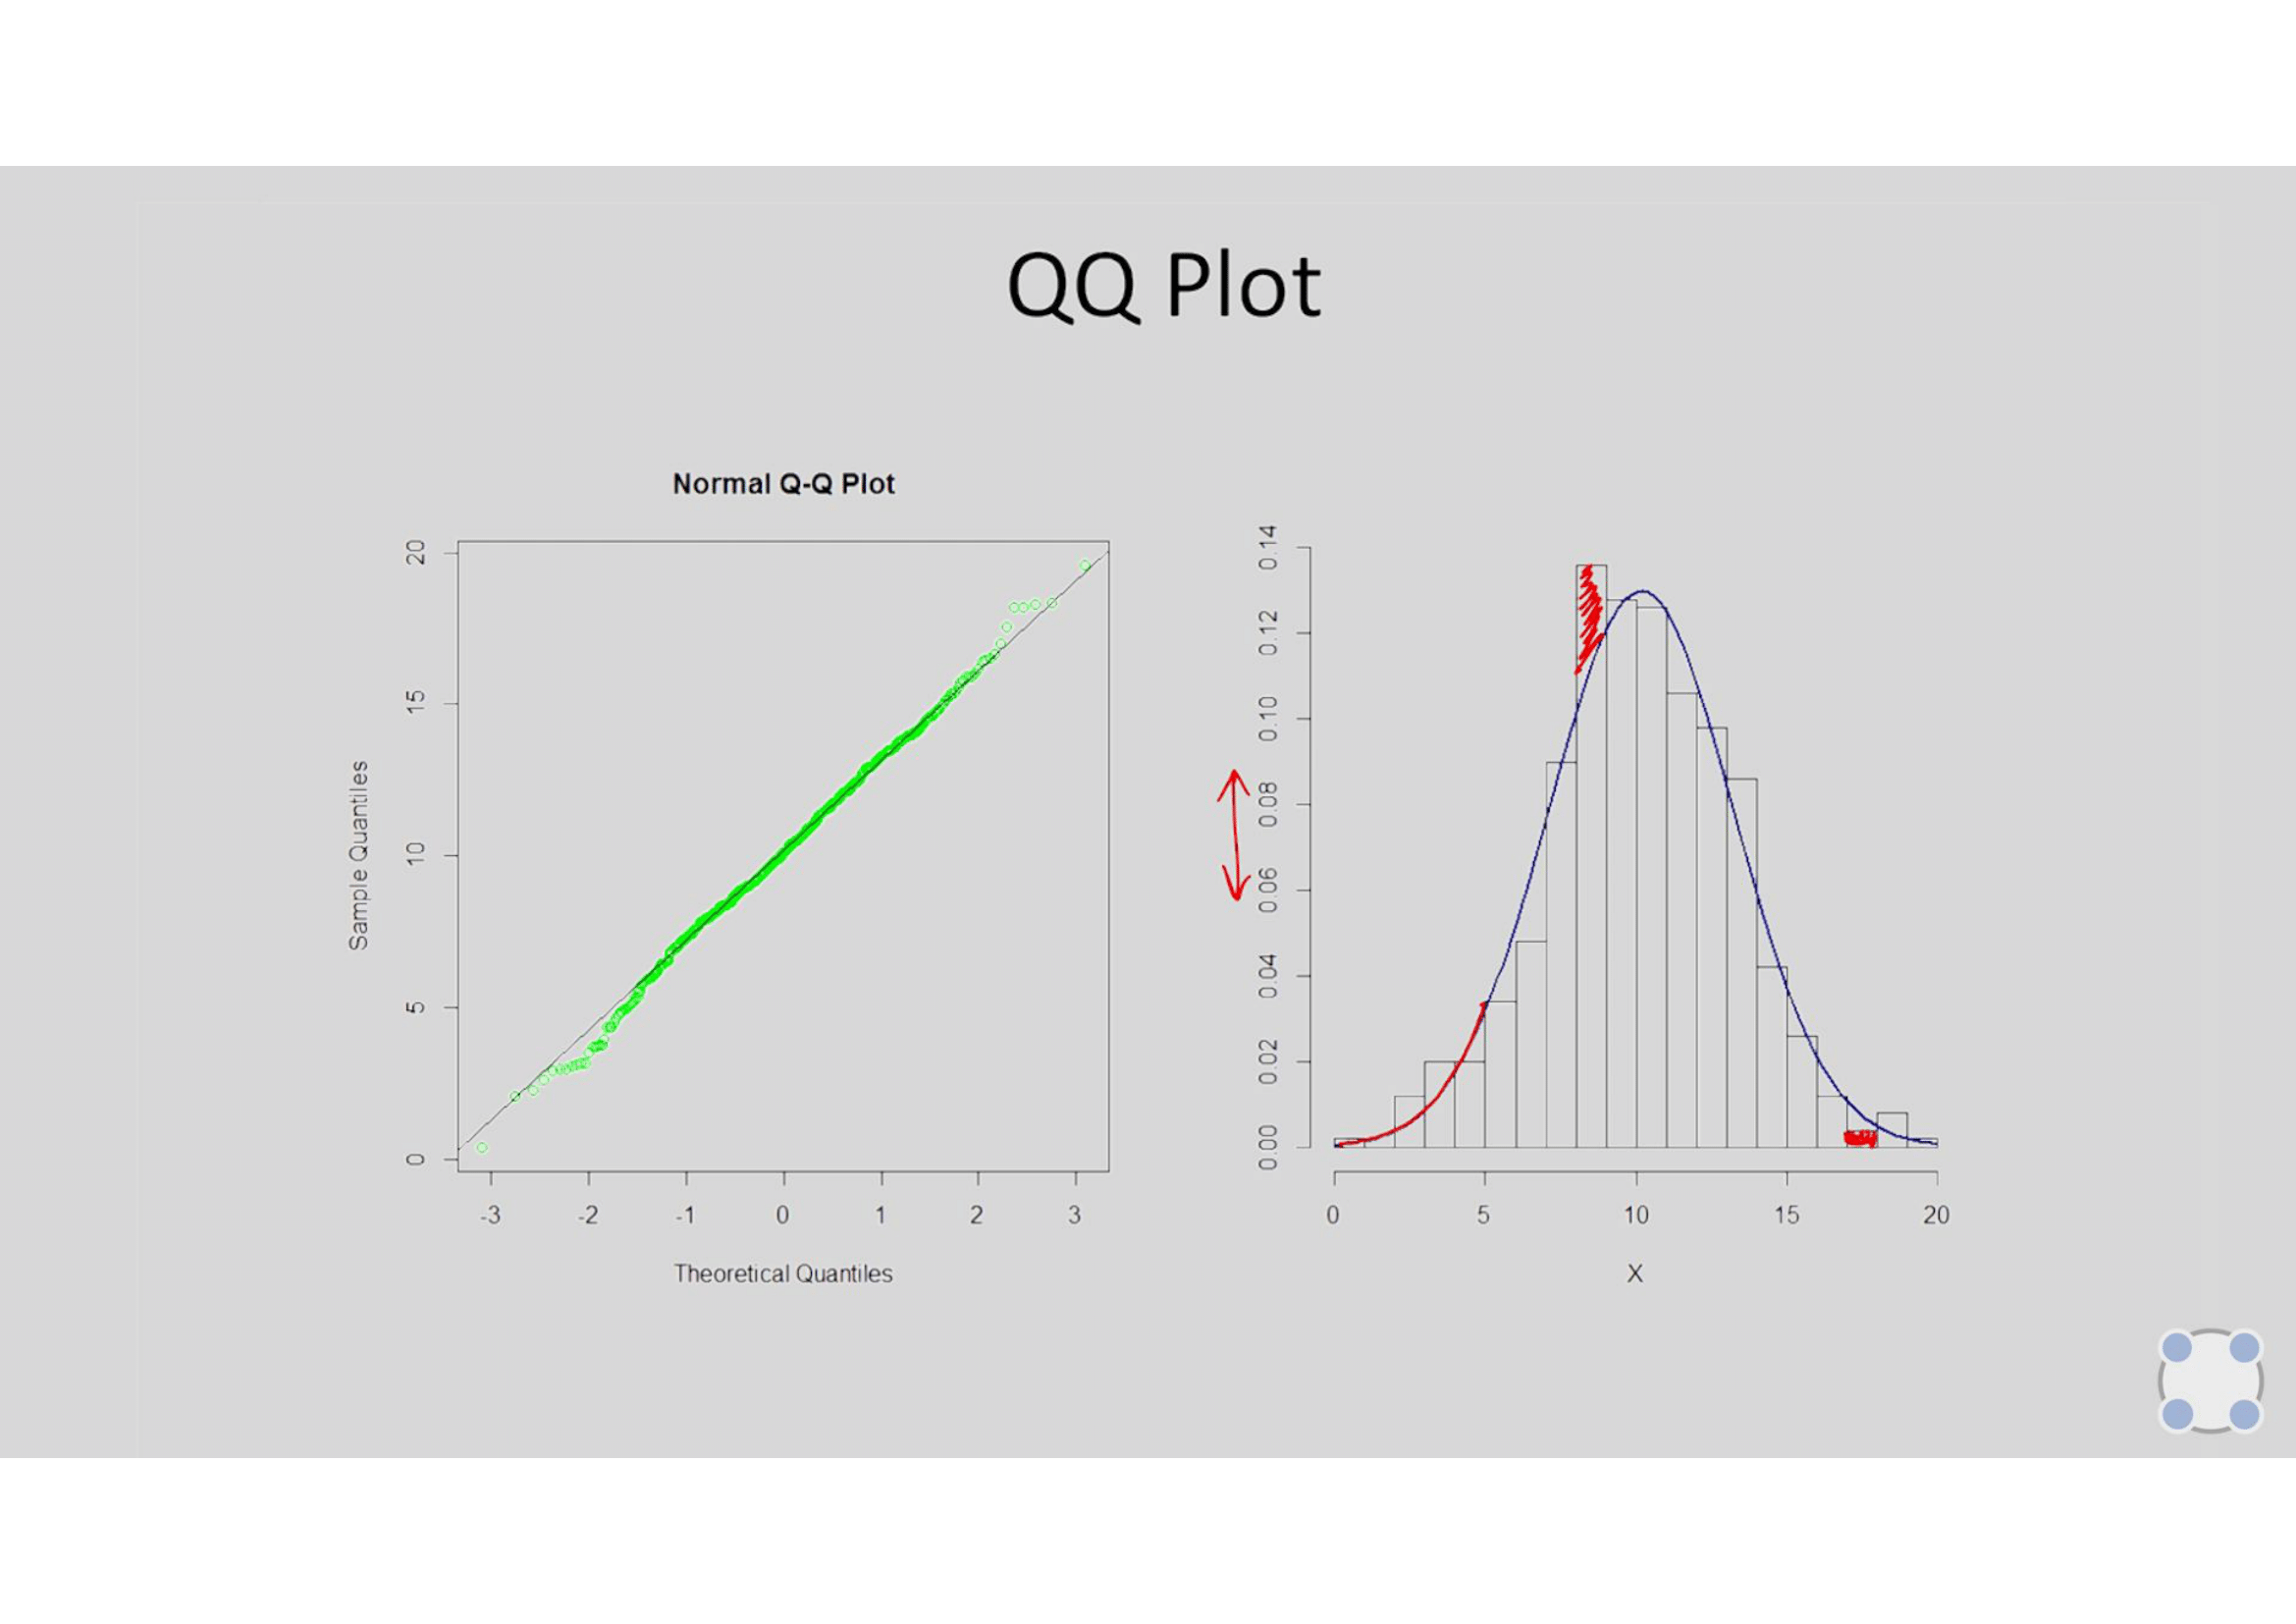 QQ Plot
Normal Q-Q Plot
Sample Quantiles
20
15
10
5
0
-3 -2 -1 0 1 2 3
Theoretical Quantiles
0.14
0.12
0.10
0.08
0.06
0.04
0.02
0.00
0 5 10 15 20
X